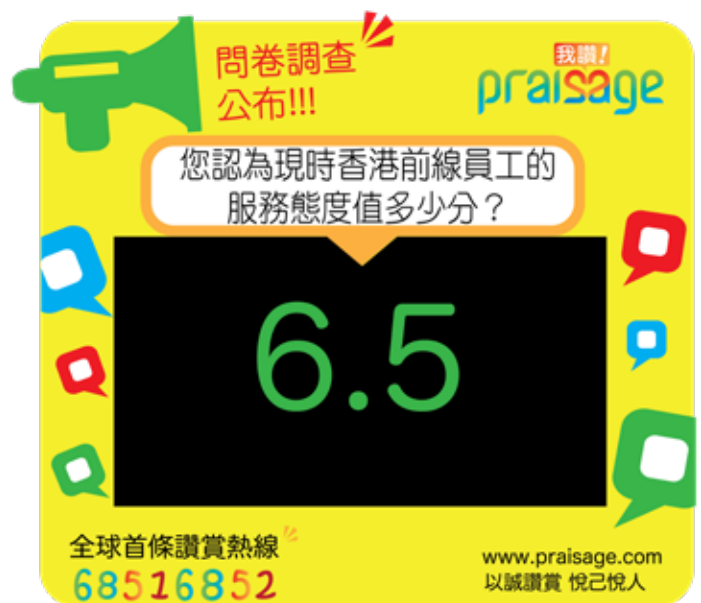 問卷調查
公布!!!
我讚!
praisage
您認為現時香港前線員工的
服務態度值多少分？
6.5
全球首條讚賞熱線
68516852
www.praisage.com
以誠讚賞 悅己悅人